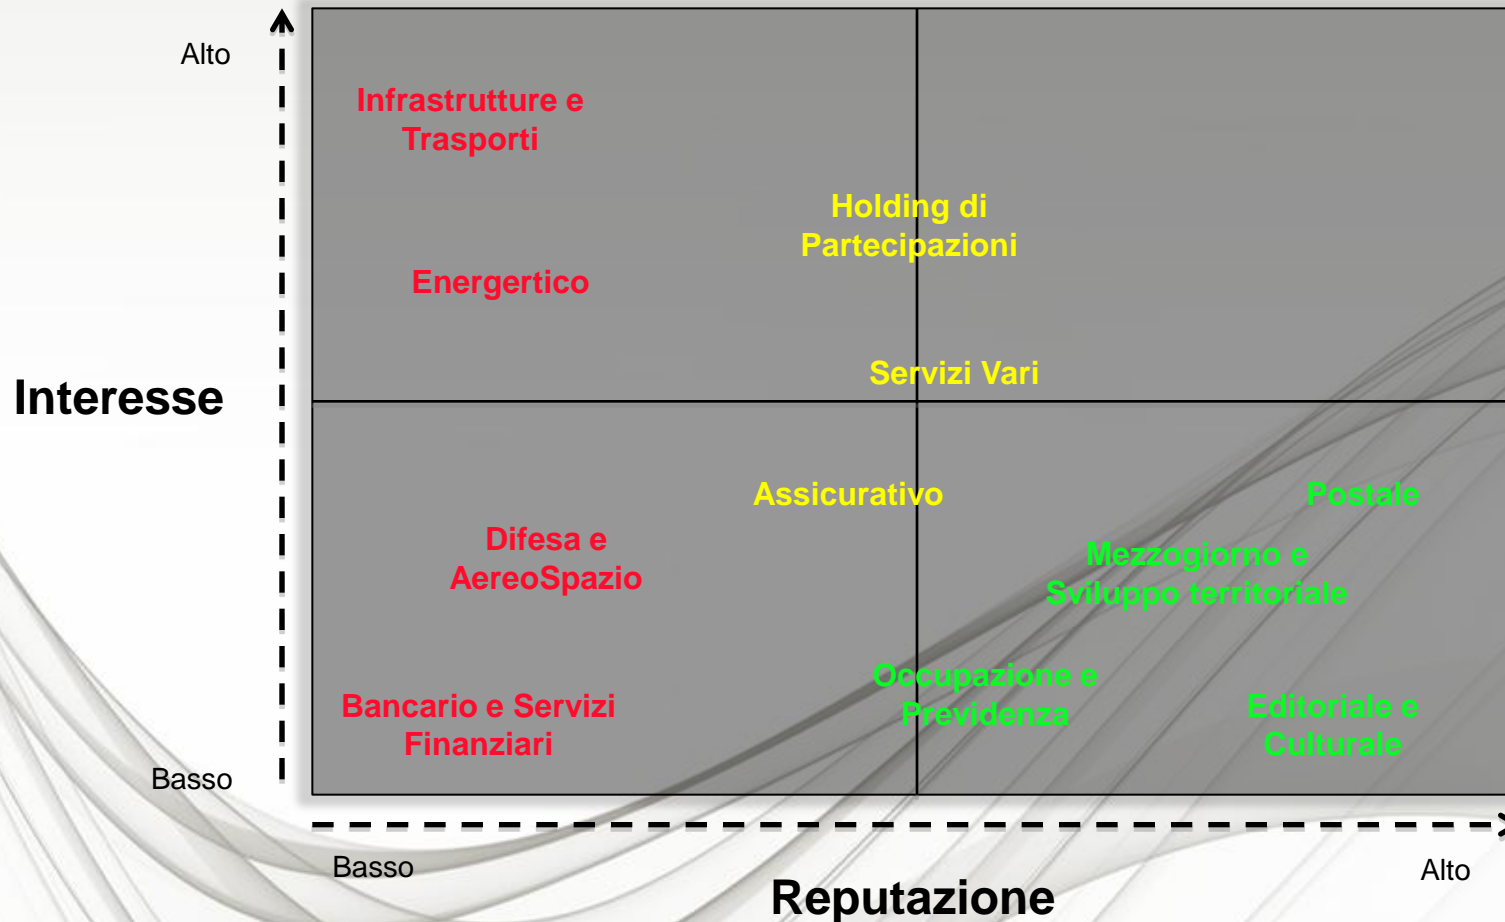 Alto
Infrastrutture e
Trasporti
Holding di
Partecipazioni
Energertico
Servizi Vari
Interesse
Assicurativo
Postale
Difesa e
AereoSpazio
Mezzogiorno e
Sviluppo territoriale
Occupazione e
Previdenza
Bancario e Servizi
Finanziari
Editoriale e
Culturale
Basso
Basso
Alto
Reputazione